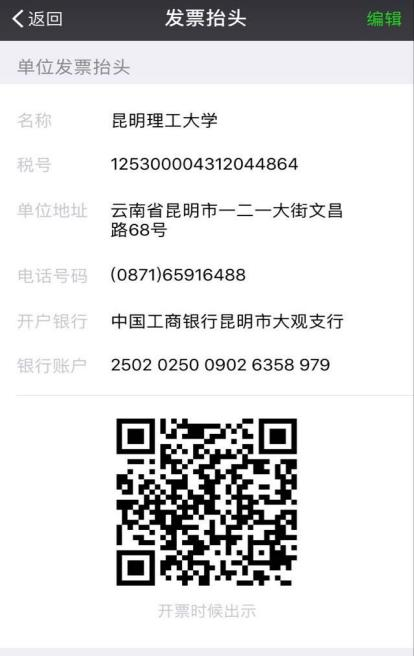 返回 发票抬头 编辑
单位发票抬头
名称 昆明理工大学
税号 125300004312044864
单位地址 云南省昆明市一二一大街文昌
路68号
电话号码 (0871)65916488
开户银行 中国工商银行昆明市大观支行
银行账户 2502 0250 0902 6358 979
开票时候出示